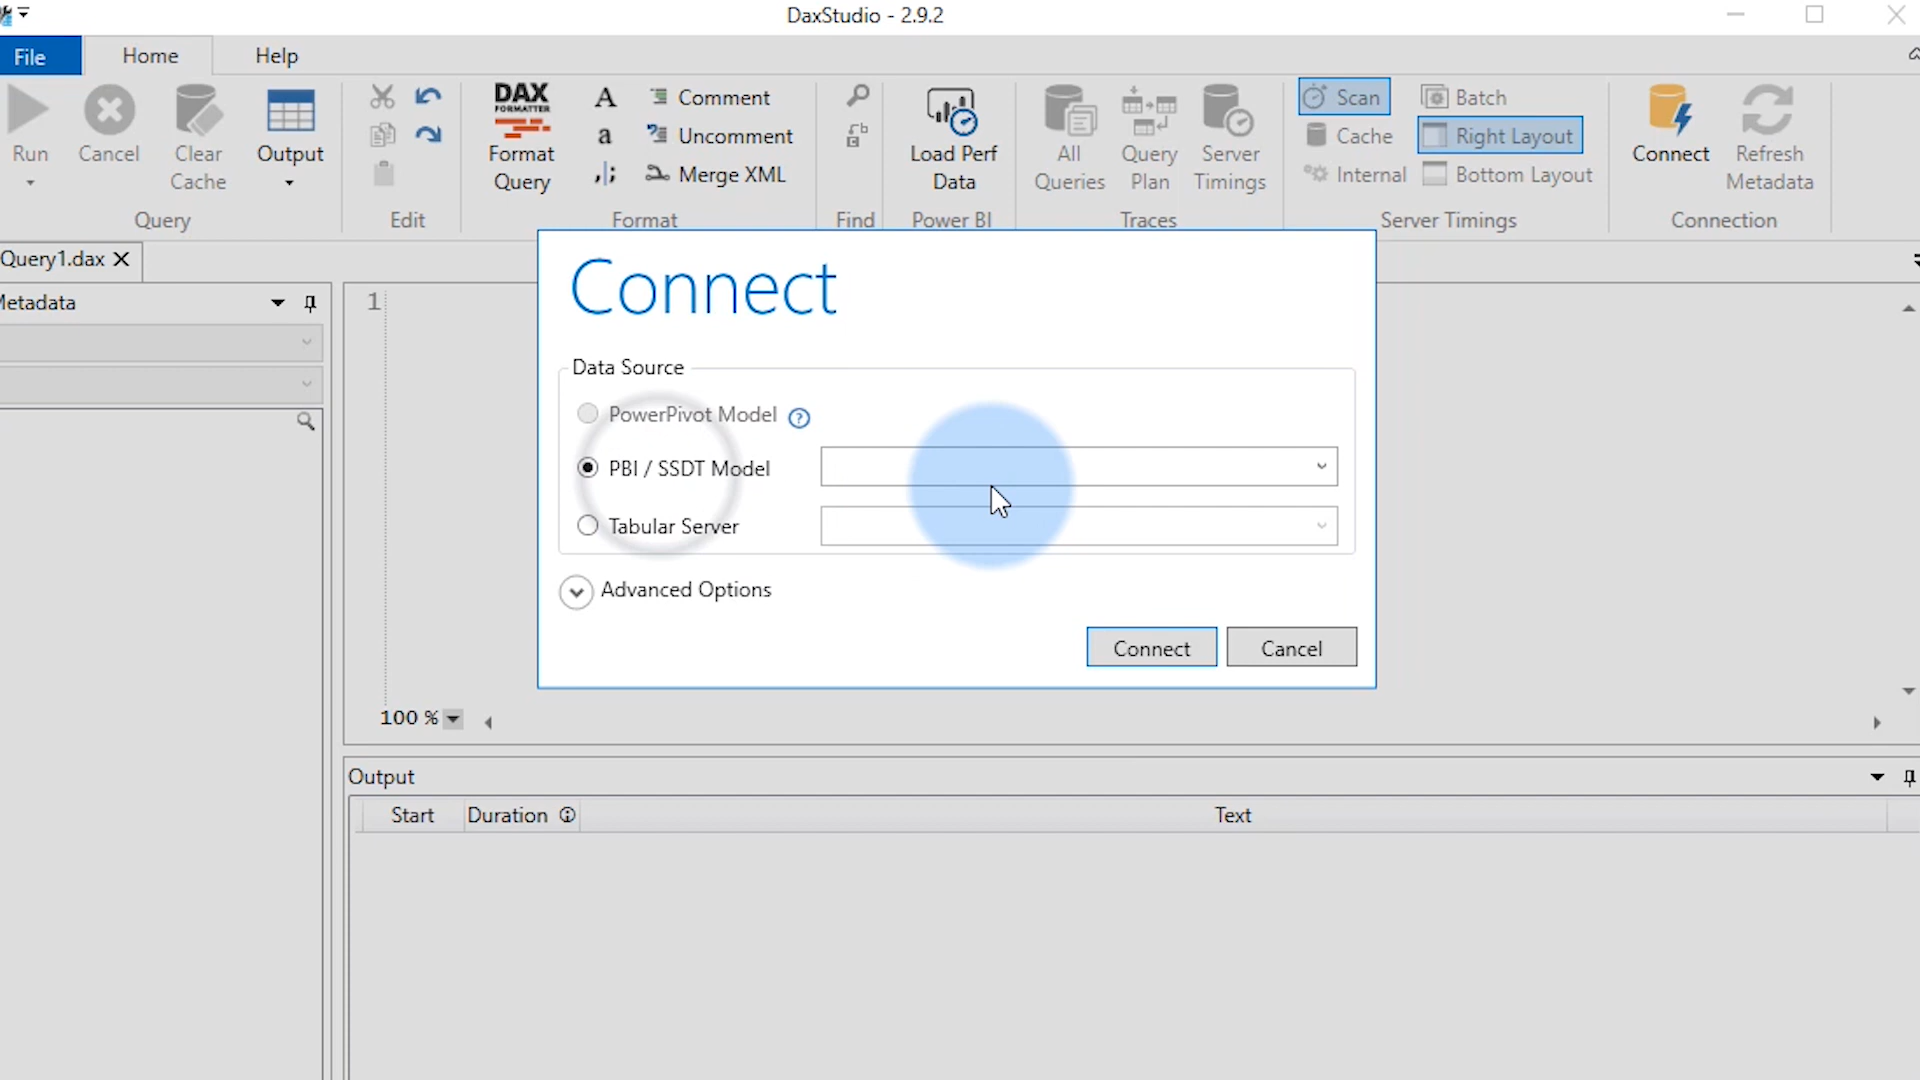 DaxStudio - 2.9.2
File
Home
Help
Run
Cancel
Clear
Cache
Output
Query
Edit
DAX
FORMATTER
Format
Query
A
a
Comment
Uncomment
Merge XML
Format
Find
Load Perf
Data
Power BI
All
Queries
Query
Plan
Server
Timings
Traces
Scan
Cache
Internal
Batch
Right Layout
Bottom Layout
Server Timings
Connect
Refresh
Metadata
Connection
Query1.dax
Metadata
1
Connect
Data Source
PowerPivot Model ?
PBI / SSDT Model
Tabular Server
Advanced Options
Connect
Cancel
100 %
Output
Start
Duration
Text